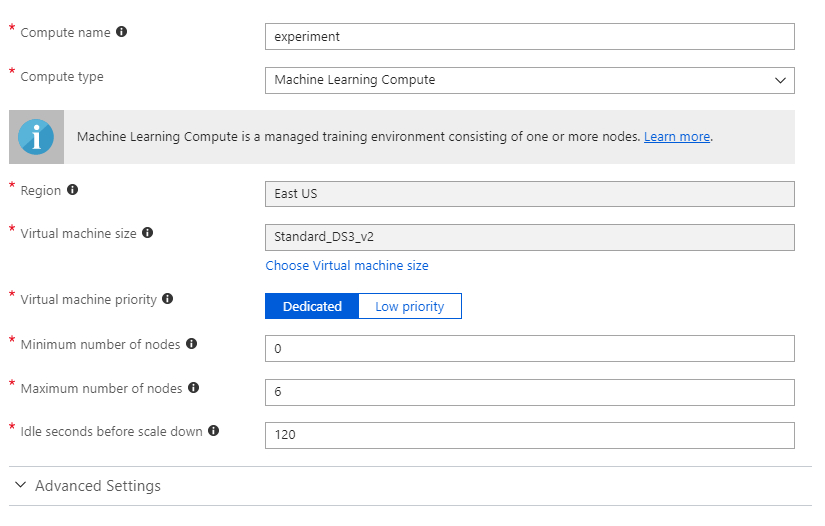 * Compute name
experiment
* Compute type
Machine Learning Compute
Machine Learning Compute is a managed training environment consisting of one or more nodes. Learn more.
* Region
East US
* Virtual machine size
Standard_DS3_v2
Choose Virtual machine size
* Virtual machine priority
Dedicated Low priority
* Minimum number of nodes
0
* Maximum number of nodes
6
* Idle seconds before scale down
120
Advanced Settings